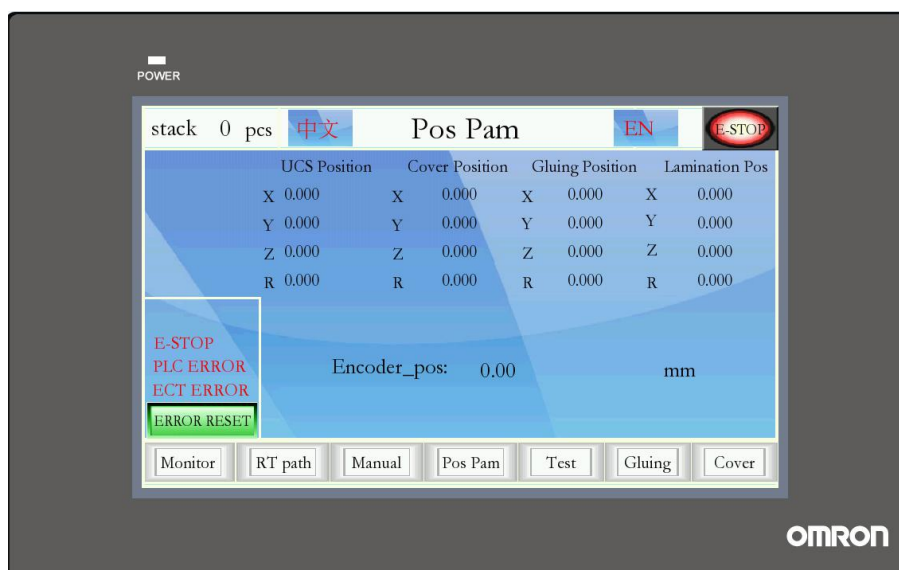 POWER
stack 0 pcs 中文 Pos Pam EN E-STOP
UCS Position Cover Position Gluing Position Lamination Pos
X 0.000 X 0.000 X 0.000 X 0.000
Y 0.000 Y 0.000 Y 0.000 Y 0.000
Z 0.000 Z 0.000 Z 0.000 Z 0.000
R 0.000 R 0.000 R 0.000 R 0.000
E-STOP
PLC ERROR
ECT ERROR
Encoder_pos: 0.00 mm
ERROR RESET
Monitor RT path Manual Pos Pam Test Gluing Cover
OMRON